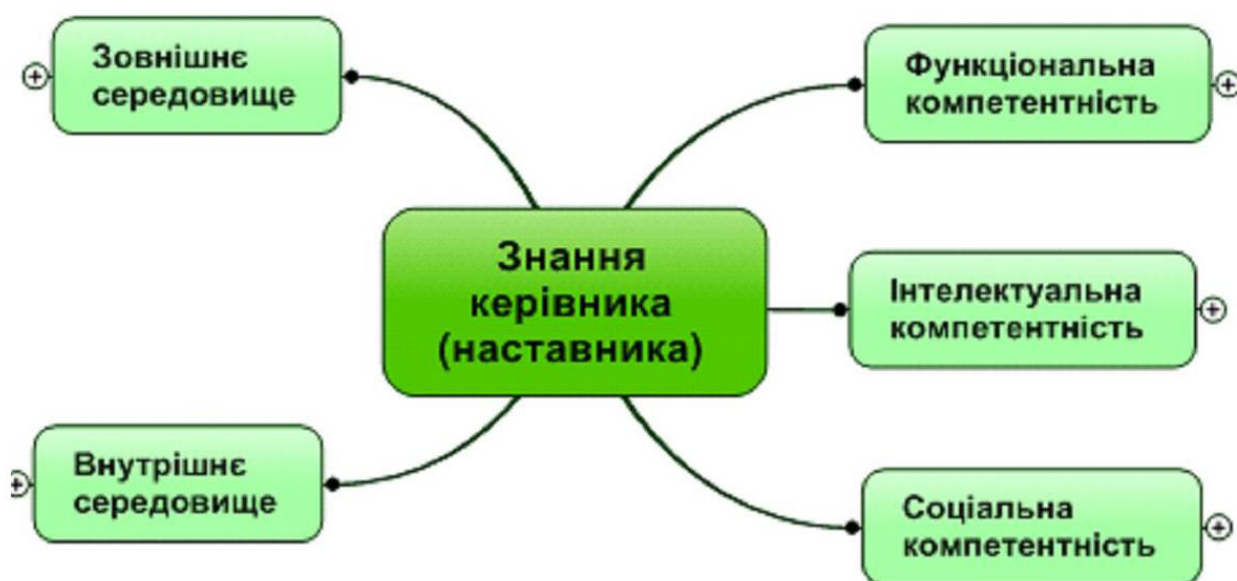 Зовнішнє
середовище
Функціональна
компетентність
Знання
керівника
(наставника)
Інтелектуальна
компетентність
Внутрішнє
середовище
Соціальна
компетентність